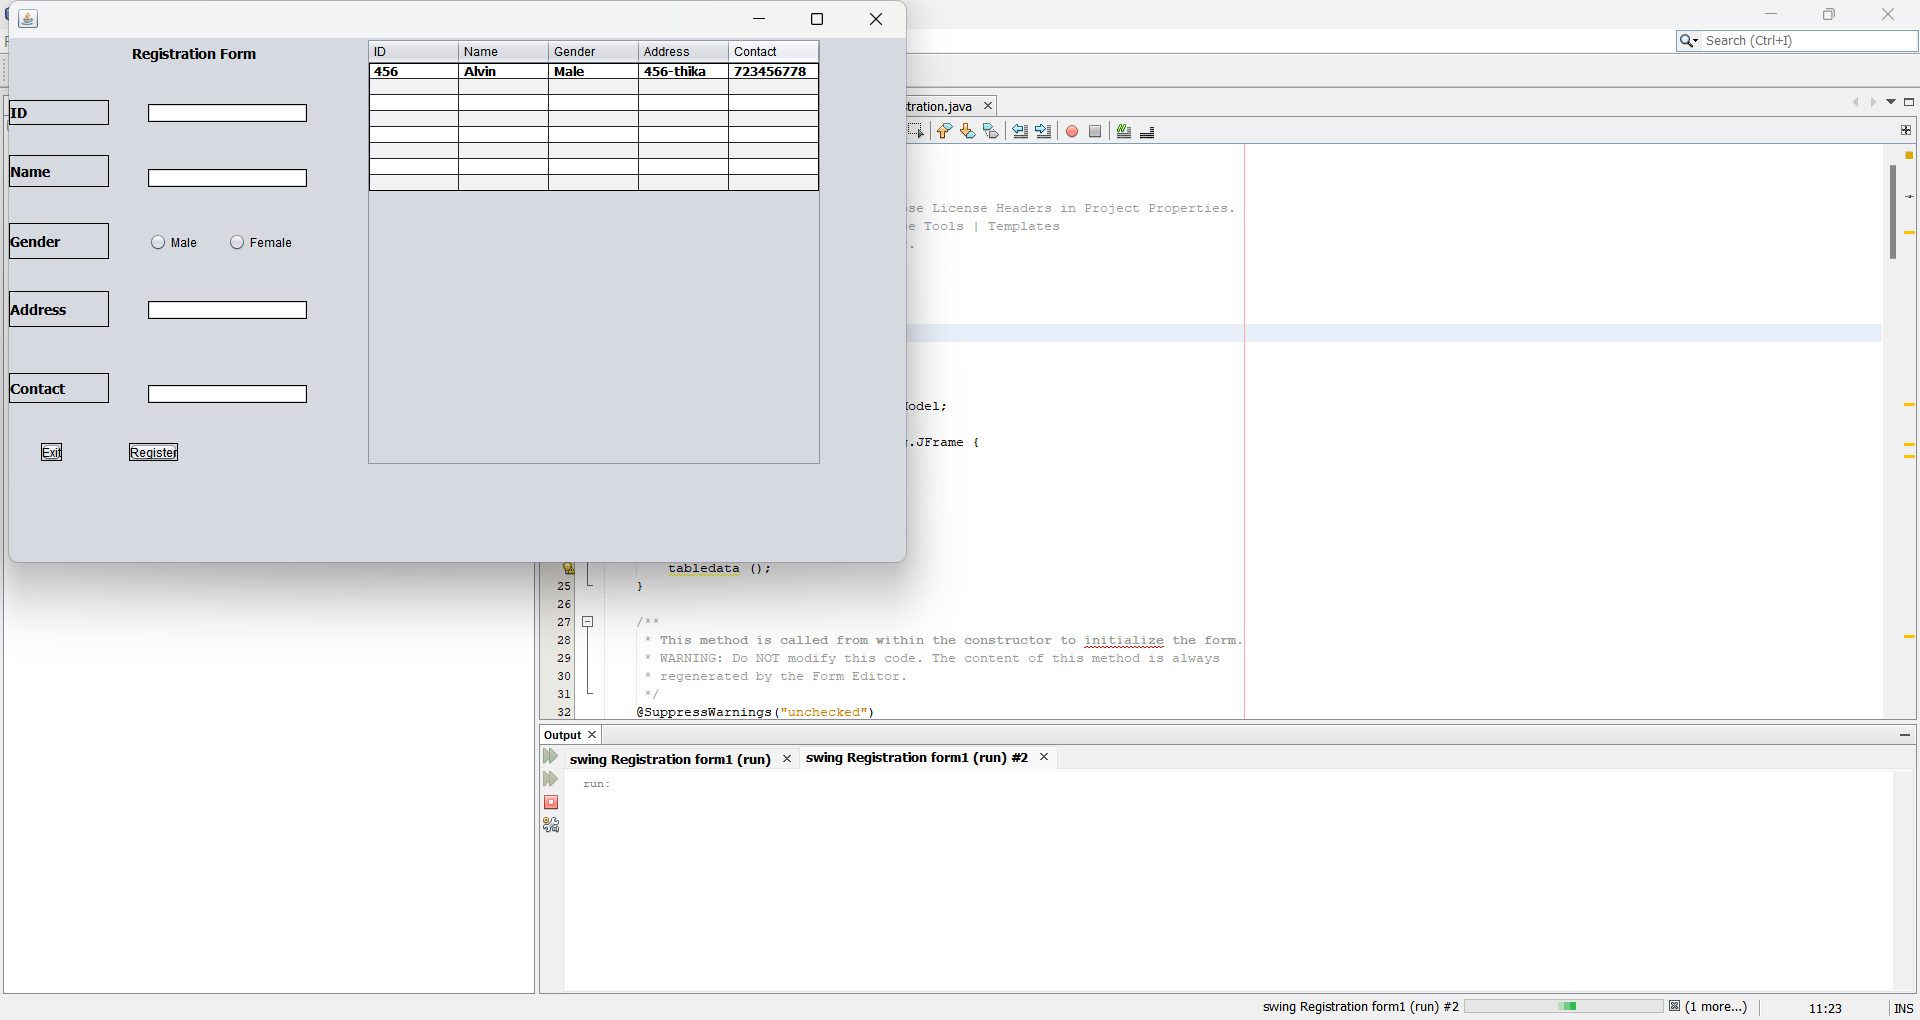 Registration Form
ID
Name
Gender
Male
Female
Address
Contact
Exit
Register
ID Name Gender Address Contact
456 Alvin Male 456-thika 723456778
Search (Ctrl+I)
tration.java
se License Headers in Project Properties.
e Tools | Templates
.
odel;
.JFrame {
tabledata ();
25 }
26
27 /**
28 * This method is called from within the constructor to initialize the form.
29 * WARNING: Do NOT modify this code. The content of this method is always
30 * regenerated by the Form Editor.
31 */
32 @SuppressWarnings("unchecked")
Output
swing Registration form1 (run)
swing Registration form1 (run) #2
run:
swing Registration form1 (run) #2
(1 more...)
11:23
INS